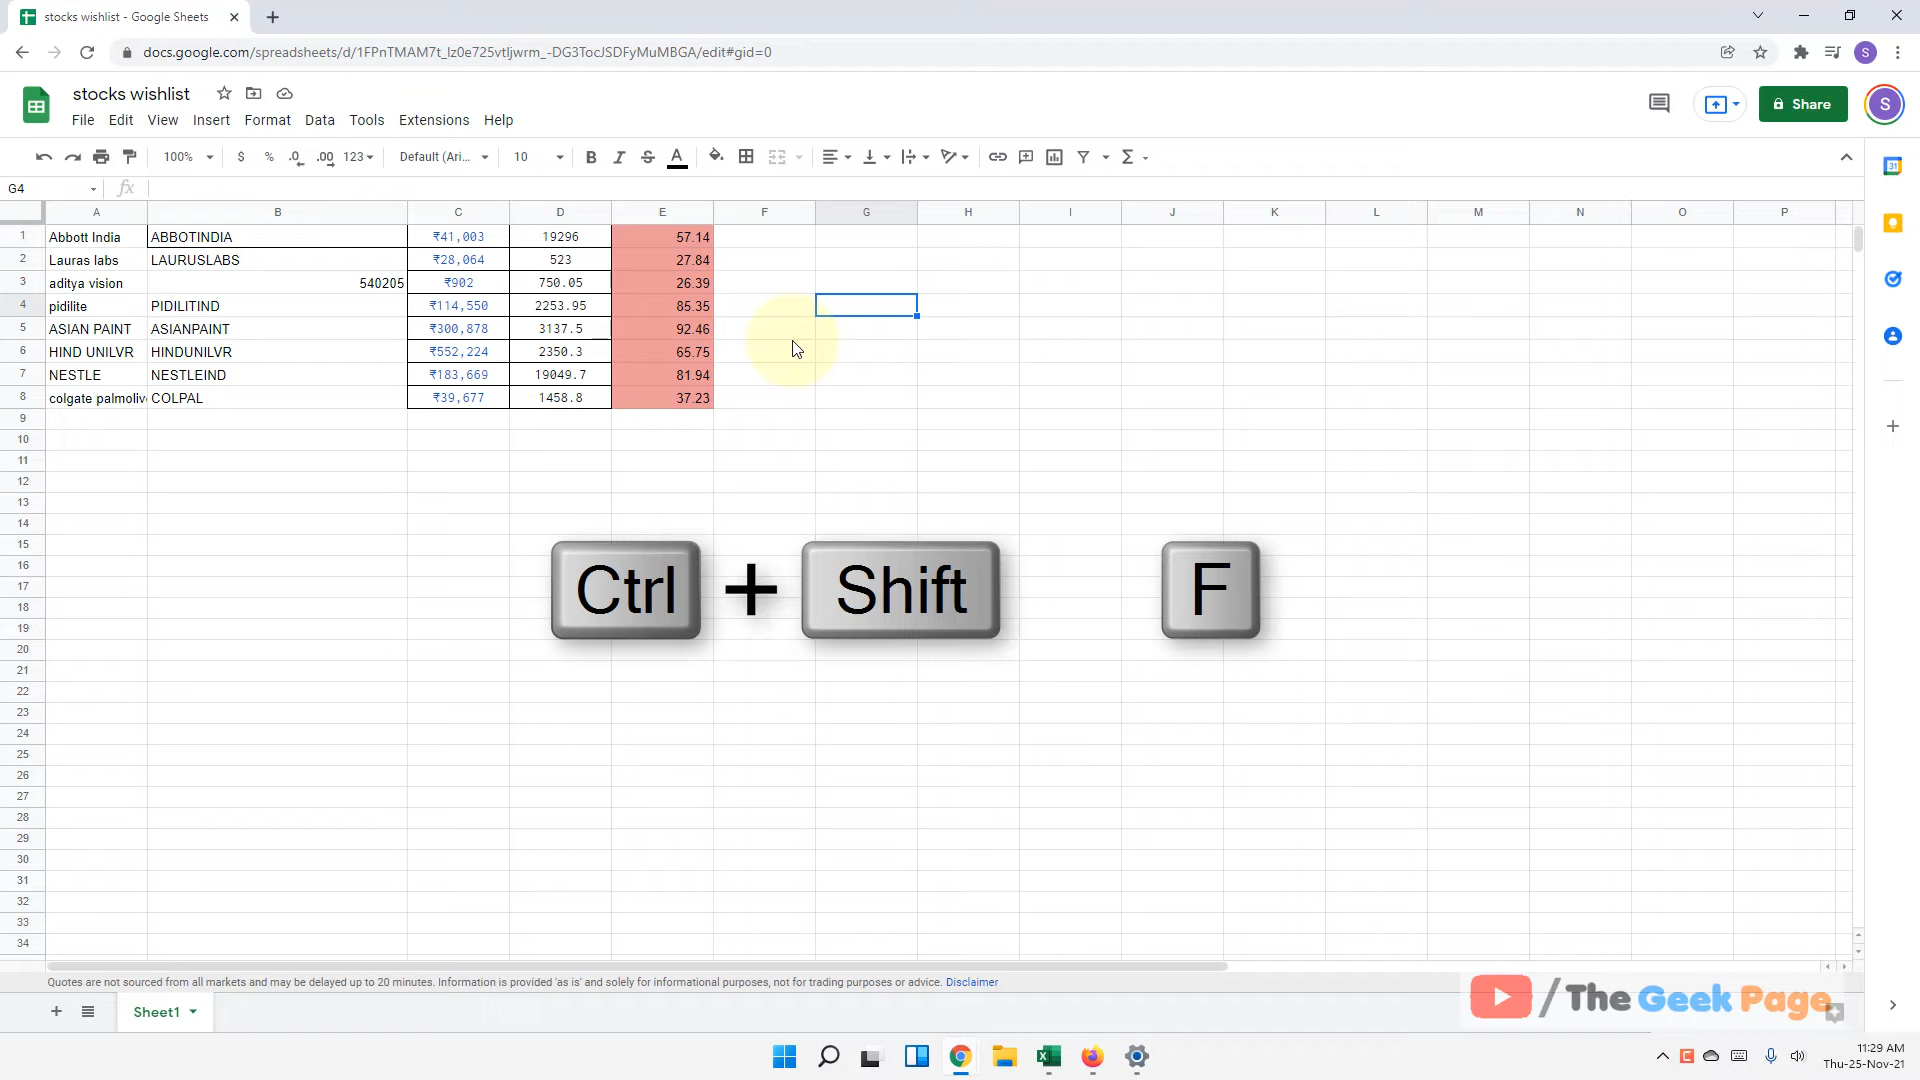 stocks wishlist - Google Sheets
docs.google.com/spreadsheets/d/1FPnTMAM7t_lz0e725vtljwrm_-DG3TocJSDFyMuMBGA/edit#gid=0
S
stocks wishlist
File Edit View Insert Format Data Tools Extensions Help
Share
S
100% $ % .0 .00 123 Default (Ari... 10 B I S A Σ
31
G4 fx
A B C D E F G H I J K L M N O P
1 Abbott India ABBOTINDIA ₹41,003 19296 57.14
2 Lauras labs LAURUSLABS ₹28,064 523 27.84
3 aditya vision 540205 ₹902 750.05 26.39
4 pidilite PIDILITIND ₹114,550 2253.95 85.35
5 ASIAN PAINT ASIANPAINT ₹300,878 3137.5 92.46
6 HIND UNILVR HINDUNILVR ₹552,224 2350.3 65.75
7 NESTLE NESTLEIND ₹183,669 19049.7 81.94
8 colgate palmoliv COLPAL ₹39,677 1458.8 37.23
9
10
11
12
13
14
15
16
17
18
19
20
21
22
23
24
25
26
27
28
29
30
31
32
33
34
Ctrl + Shift F
Quotes are not sourced from all markets and may be delayed up to 20 minutes. Information is provided 'as is' and solely for informational purposes, not for trading purposes or advice. Disclaimer
Sheet1
/ The Geek Page
11:29 AM
Thu-25-Nov-21